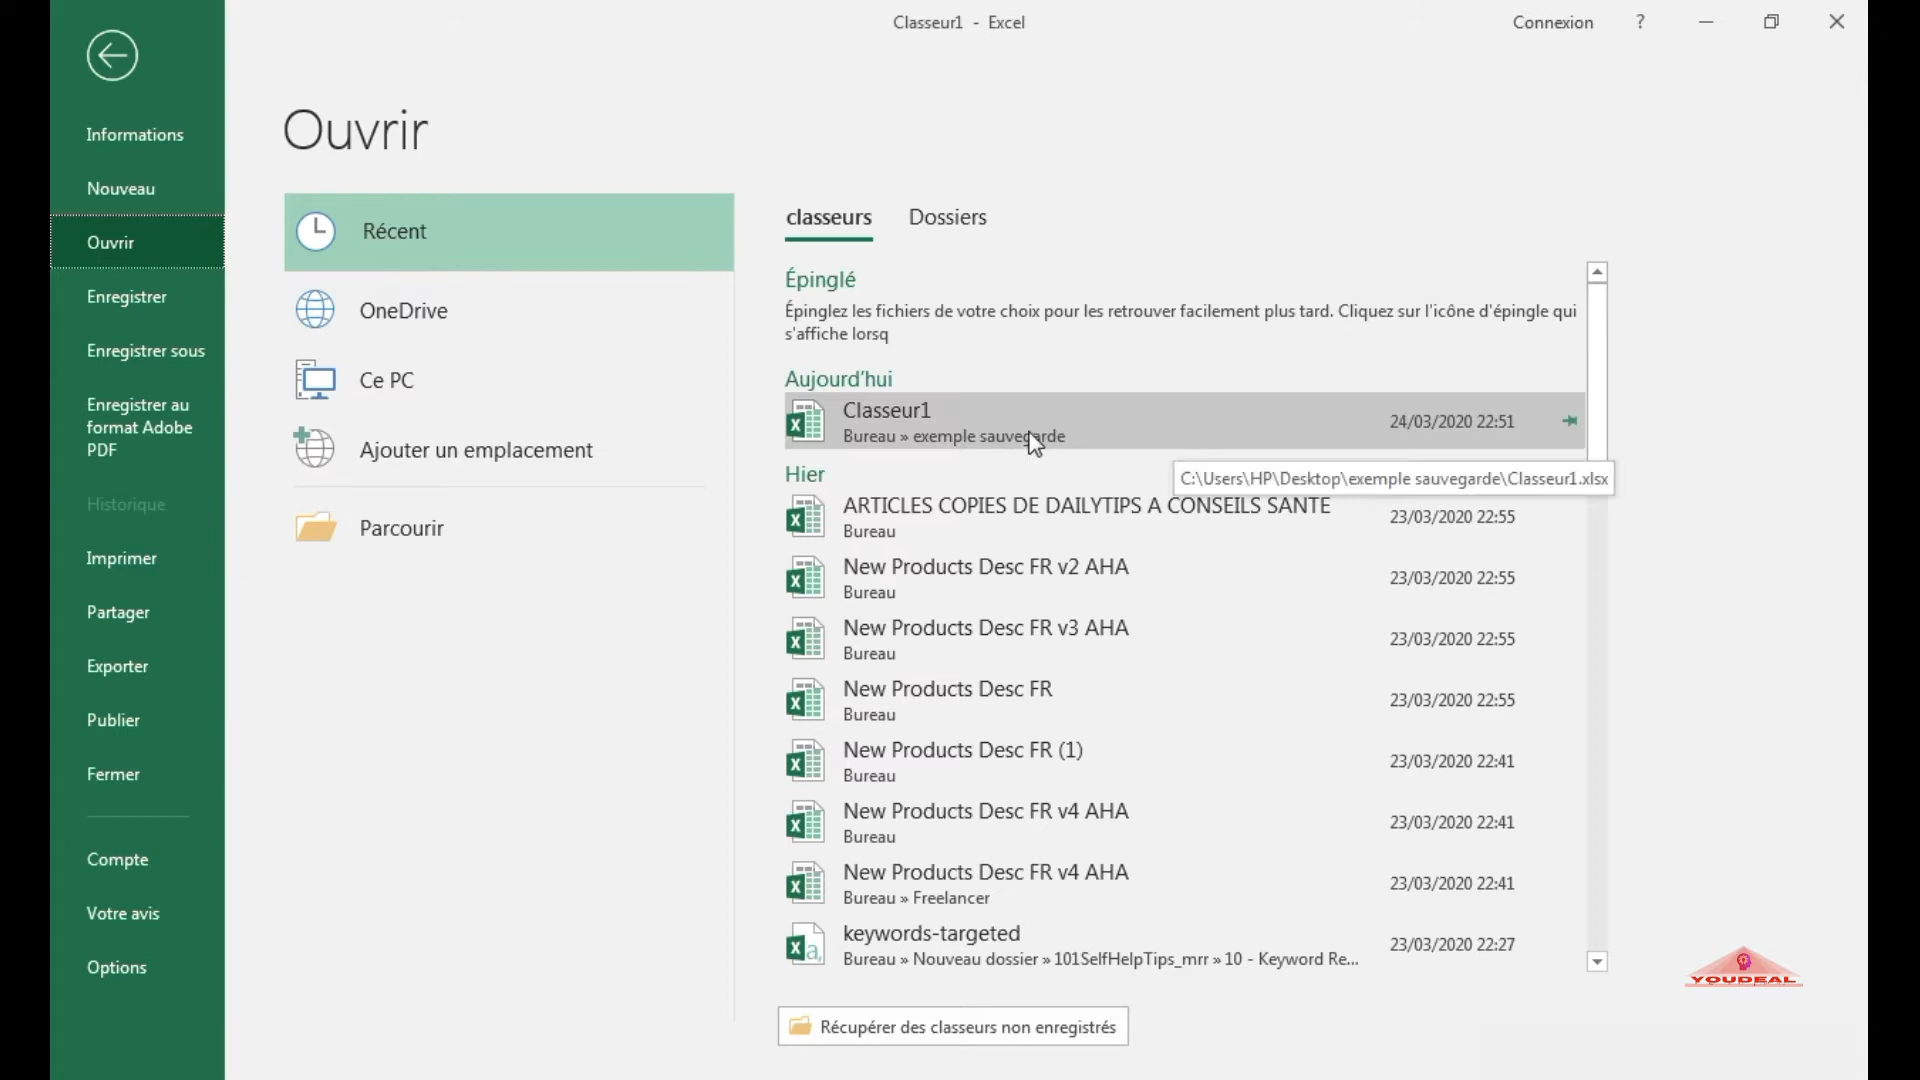 Classeur1 - Excel
Connexion
?
Informations
Nouveau
Ouvrir
Enregistrer
Enregistrer sous
Enregistrer au
format Adobe
PDF
Historique
Imprimer
Partager
Exporter
Publier
Fermer
Compte
Votre avis
Options
Ouvrir
Récent
OneDrive
Ce PC
Ajouter un emplacement
Parcourir
classeurs Dossiers
Épinglé
Épinglez les fichiers de votre choix pour les retrouver facilement plus tard. Cliquez sur l'icône d'épingle qui
s'affiche lorsq
Aujourd'hui
Classeur1
Bureau » exemple sauvegarde
24/03/2020 22:51
C:\Users\HP\Desktop\exemple sauvegarde\Classeur1.xlsx
Hier
ARTICLES COPIES DE DAILYTIPS A CONSEILS SANTE
Bureau
23/03/2020 22:55
New Products Desc FR v2 AHA
Bureau
23/03/2020 22:55
New Products Desc FR v3 AHA
Bureau
23/03/2020 22:55
New Products Desc FR
Bureau
23/03/2020 22:55
New Products Desc FR (1)
Bureau
23/03/2020 22:41
New Products Desc FR v4 AHA
Bureau
23/03/2020 22:41
New Products Desc FR v4 AHA
Bureau » Freelancer
23/03/2020 22:41
keywords-targeted
Bureau » Nouveau dossier » 101SelfHelpTips_mrr » 10 - Keyword Re...
23/03/2020 22:27
Récupérer des classeurs non enregistrés
YOUDEAL